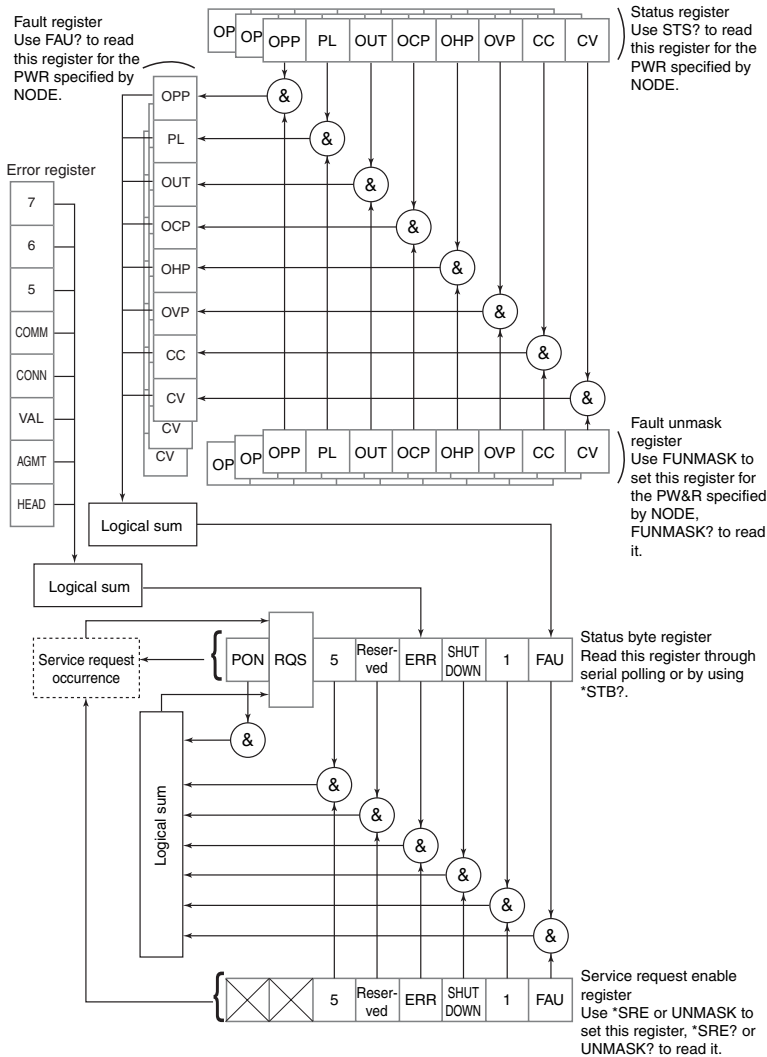 Fault register
Use FAU? to read
this register for the
PWR specified by
NODE.
OP OP OPP PL OUT OCP OHP OVP CC CV
Status register
Use STS? to read
this register for the
PWR specified by
NODE.
OPP
&
PL
&
OUT
&
OCP
&
OHP
&
OVP
&
CC
&
CV
&
CV
CV
Error register
7
6
5
COMM
CONN
VAL
AGMT
HEAD
OP OP OPP PL OUT OCP OHP OVP CC CV
Fault unmask
register
Use FUNMASK to
set this register for
the PW&R specified
by NODE,
FUNMASK? to read
it.
Logical sum
Logical sum
Service request
occurrence
{
PON RQS 5 Reser-
ved ERR SHUT
DOWN 1 FAU
Status byte register
Read this register through
serial polling or by using
*STB?.
Logical sum
&
&
&
&
&
&
&
{
5 Reser-
ved ERR SHUT
DOWN 1 FAU
Service request enable
register
Use *SRE or UNMASK to
set this register, *SRE? or
UNMASK? to read it.